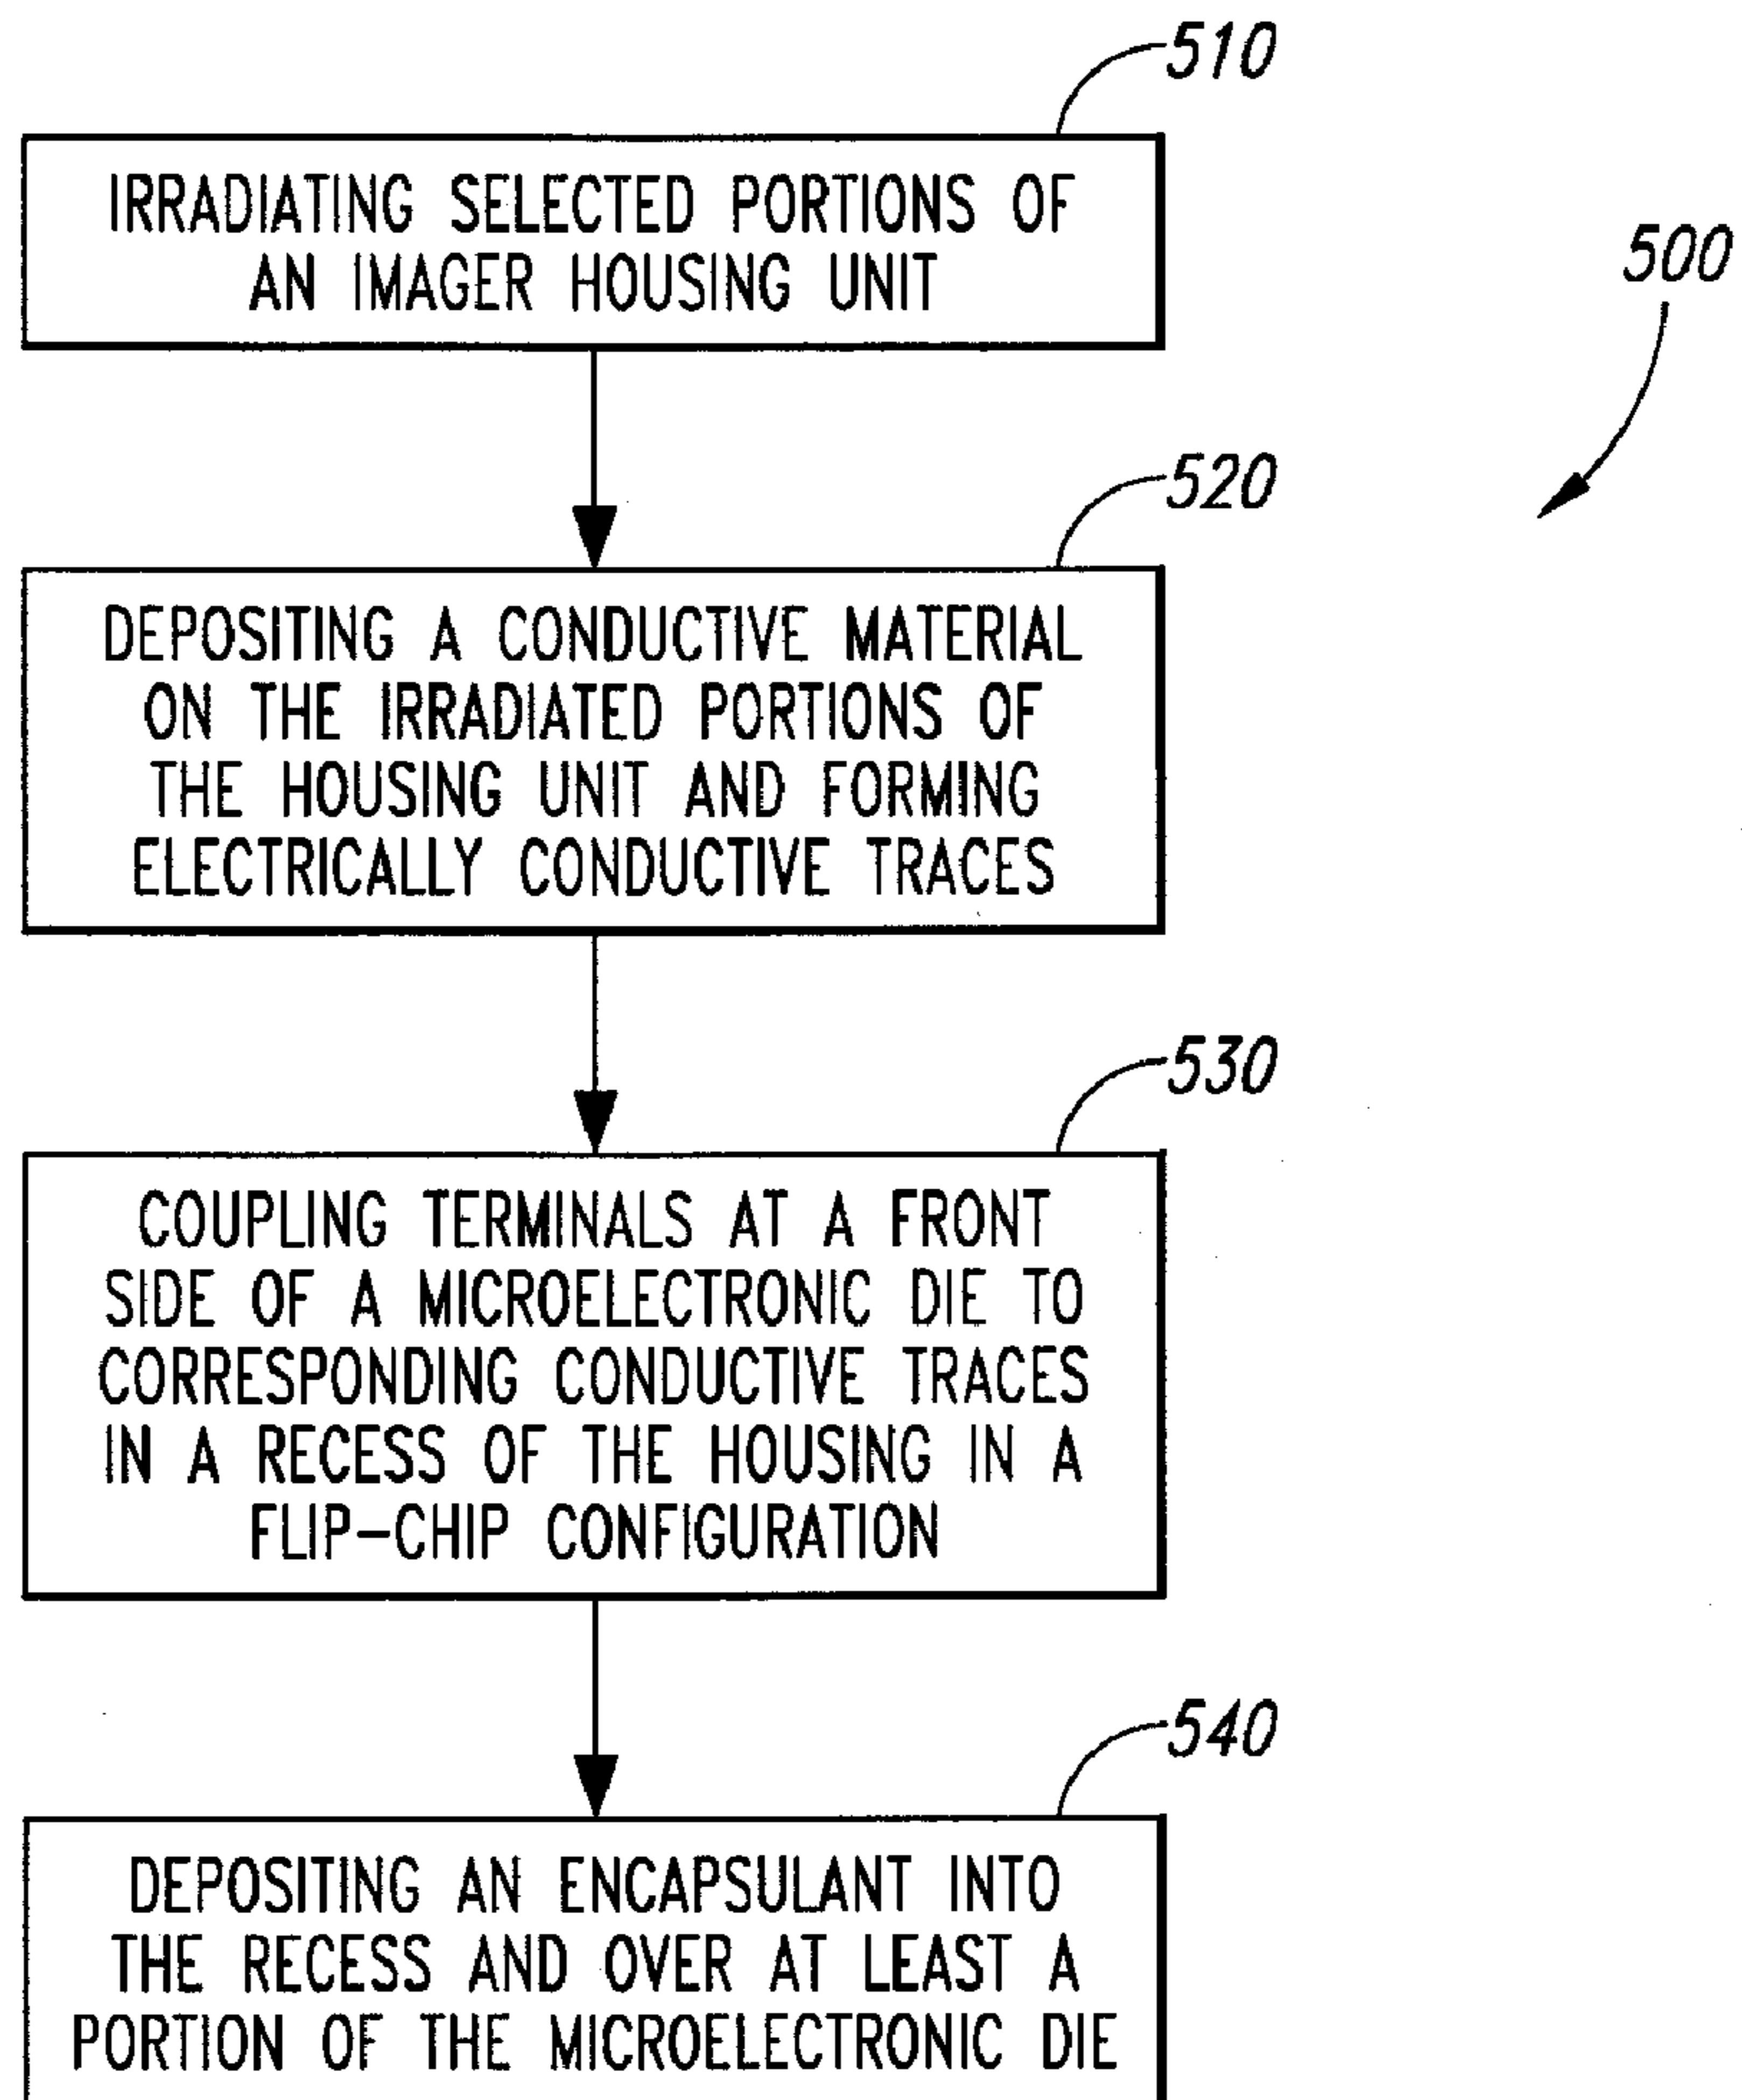 510
IRRADIATING SELECTED PORTIONS OF
AN IMAGER HOUSING UNIT
500
520
DEPOSITING A CONDUCTIVE MATERIAL
ON THE IRRADIATED PORTIONS OF
THE HOUSING UNIT AND FORMING
ELECTRICALLY CONDUCTIVE TRACES
530
COUPLING TERMINALS AT A FRONT
SIDE OF A MICROELECTRONIC DIE TO
CORRESPONDING CONDUCTIVE TRACES
IN A RECESS OF THE HOUSING IN A
FLIP-CHIP CONFIGURATION
540
DEPOSITING AN ENCAPSULANT INTO
THE RECESS AND OVER AT LEAST A
PORTION OF THE MICROELECTRONIC DIE